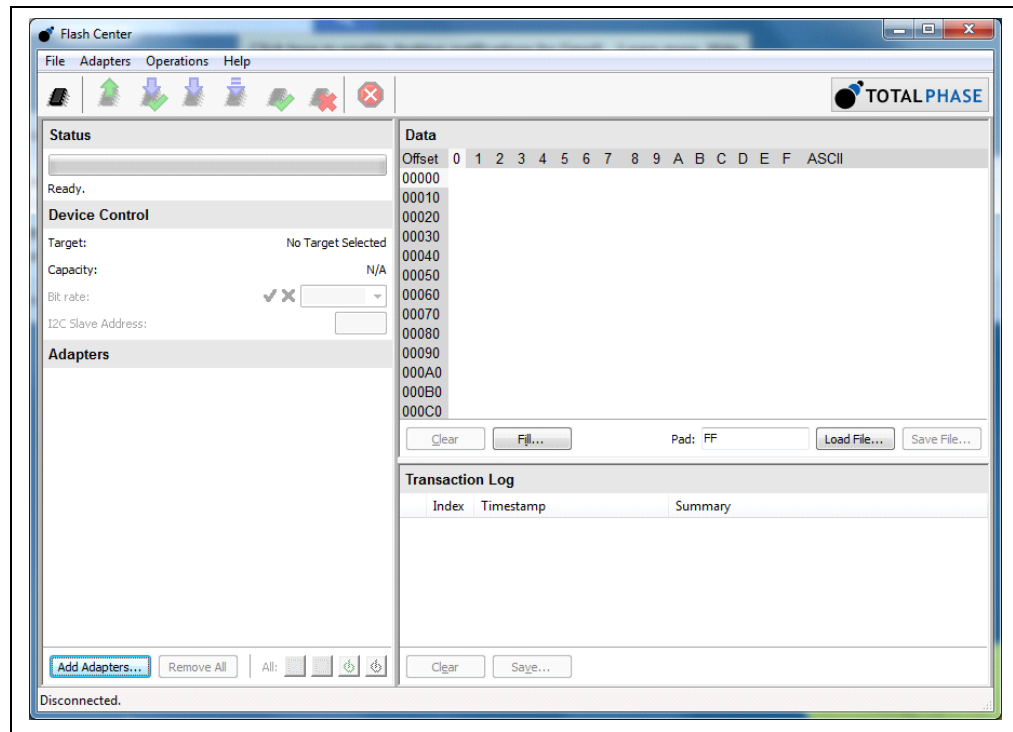 Flash Center
File Adapters Operations Help
TOTALPHASE
Status
Ready.
Device Control
Target: No Target Selected
Capacity: N/A
Bit rate:
I2C Slave Address:
Adapters
Add Adapters... Remove All All:
Data
Offset 0 1 2 3 4 5 6 7 8 9 A B C D E F ASCII
00000
00010
00020
00030
00040
00050
00060
00070
00080
00090
000A0
000B0
000C0
Clear Fill... Pad: FF Load File... Save File...
Transaction Log
Index Timestamp Summary
Clear Save...
Disconnected.